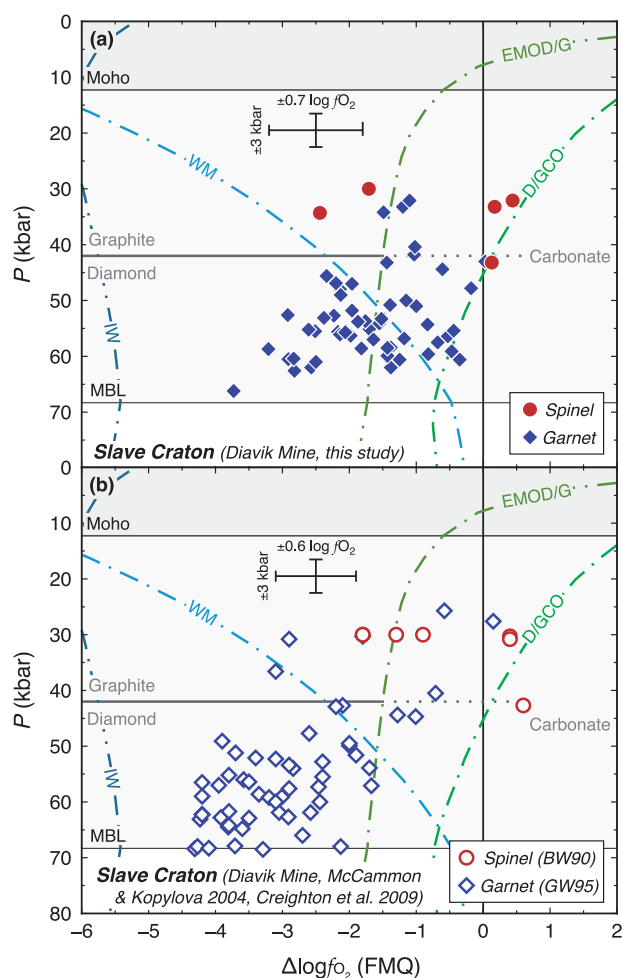 0
10
20
30
40
50
60
70
0
P (kbar)
(a)
Moho
EMOD/G
±0.7 log fO₂
±3 kbar
WM
D/GCO
Graphite
Diamond
Carbonate
IW
MBL
Spinel
Garnet
Slave Craton (Diavik Mine, this study)
(b)
EMOD/G
Moho
±0.6 log fO₂
±3 kbar
10
20
30
40
50
60
70
80
P (kbar)
WM
D/GCO
Graphite
Diamond
Carbonate
IW
MBL
Slave Craton (Diavik Mine, McCammon
& Kopylova 2004, Creighton et al. 2009)
Spinel (BW90)
Garnet (GW95)
−6 −5 −4 −3 −2 −1 0 1 2
Δlogfo₂ (FMQ)